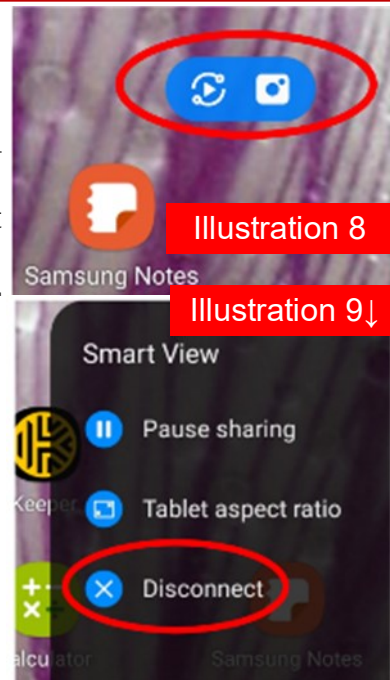 Illustration 8
Samsung Notes
Illustration 9↓
Smart View
Pause sharing
Keeper
Tablet aspect ratio
Disconnect
alculator
Samsung Notes